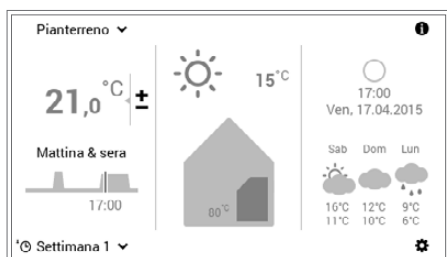 Pianterreno
21,0 °C ±
Mattina & sera
17:00
Settimana 1
15°C
80°C
17:00
Ven, 17.04.2015
Sab Dom Lun
16°C 12°C 9°C
11°C 10°C 6°C